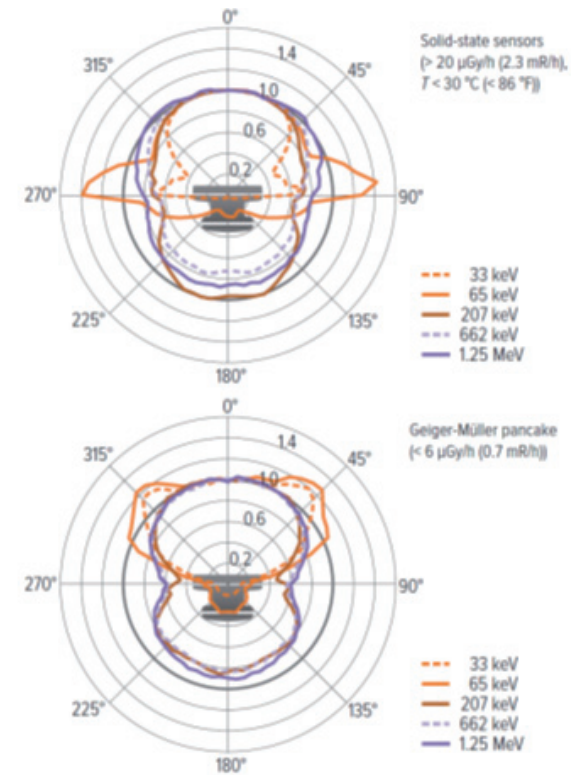 0°
315°
45°
1.4
1.0
0.6
0.2
270°
90°
225°
135°
180°
Solid-state sensors
(> 20 µGy/h (2.3 mR/h),
T < 30 °C (< 86 °F))
33 keV
65 keV
207 keV
662 keV
1.25 MeV
0°
315°
45°
1.4
1.0
0.6
0.2
270°
90°
225°
135°
180°
Geiger-Müller pancake
(< 6 µGy/h (0.7 mR/h))
33 keV
65 keV
207 keV
662 keV
1.25 MeV